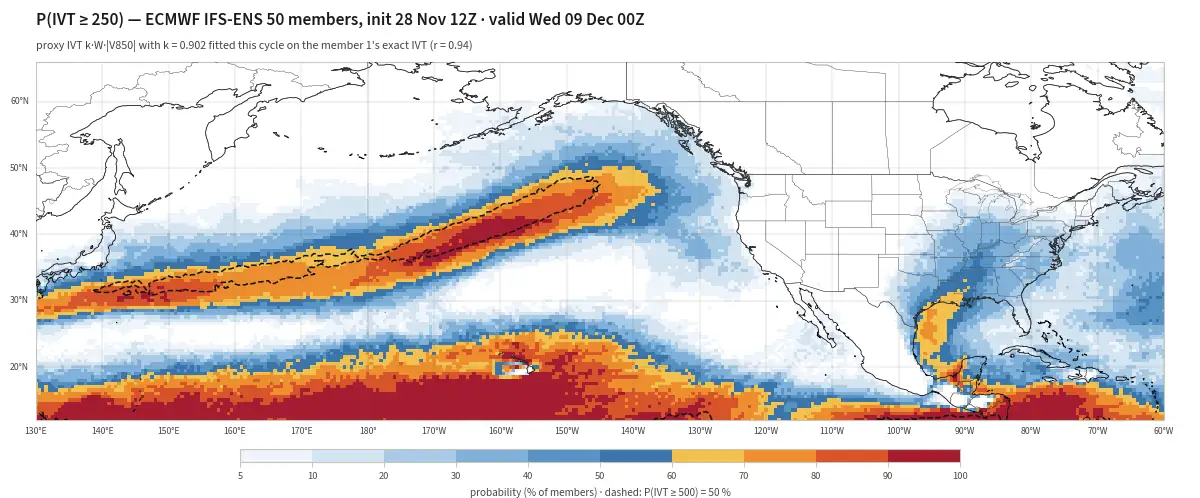 P(IVT ≥ 250) — ECMWF IFS-ENS 50 members, init 28 Nov 12Z · valid Wed 09 Dec 00Z
proxy IVT k·W·|V850| with k = 0.902 fitted this cycle on the member 1's exact IVT (r = 0.94)
60°N
50°N
40°N
30°N
20°N
130°E 140°E 150°E 160°E 170°E 180° 170°W 160°W 150°W 140°W 130°W 120°W 110°W 100°W 90°W 80°W 70°W 60°W
5 10 20 30 40 50 60 70 80 90 100
probability (% of members) · dashed: P(IVT ≥ 500) = 50 %